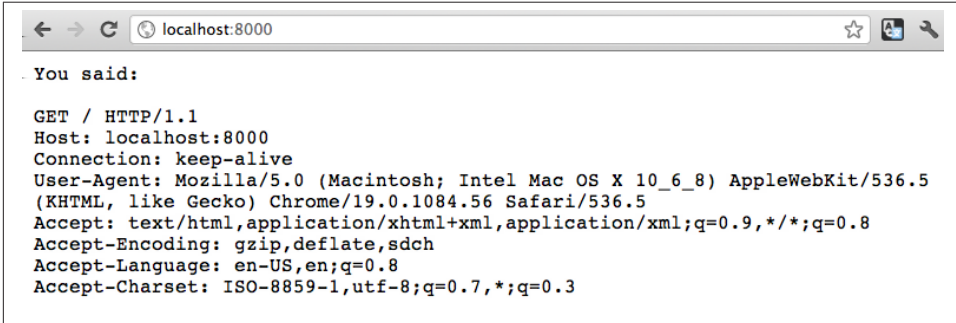 localhost:8000
You said:
GET / HTTP/1.1
Host: localhost:8000
Connection: keep-alive
User-Agent: Mozilla/5.0 (Macintosh; Intel Mac OS X 10_6_8) AppleWebKit/536.5
(KHTML, like Gecko) Chrome/19.0.1084.56 Safari/536.5
Accept: text/html,application/xhtml+xml,application/xml;q=0.9,*/*;q=0.8
Accept-Encoding: gzip,deflate,sdch
Accept-Language: en-US,en;q=0.8
Accept-Charset: ISO-8859-1,utf-8;q=0.7,*;q=0.3